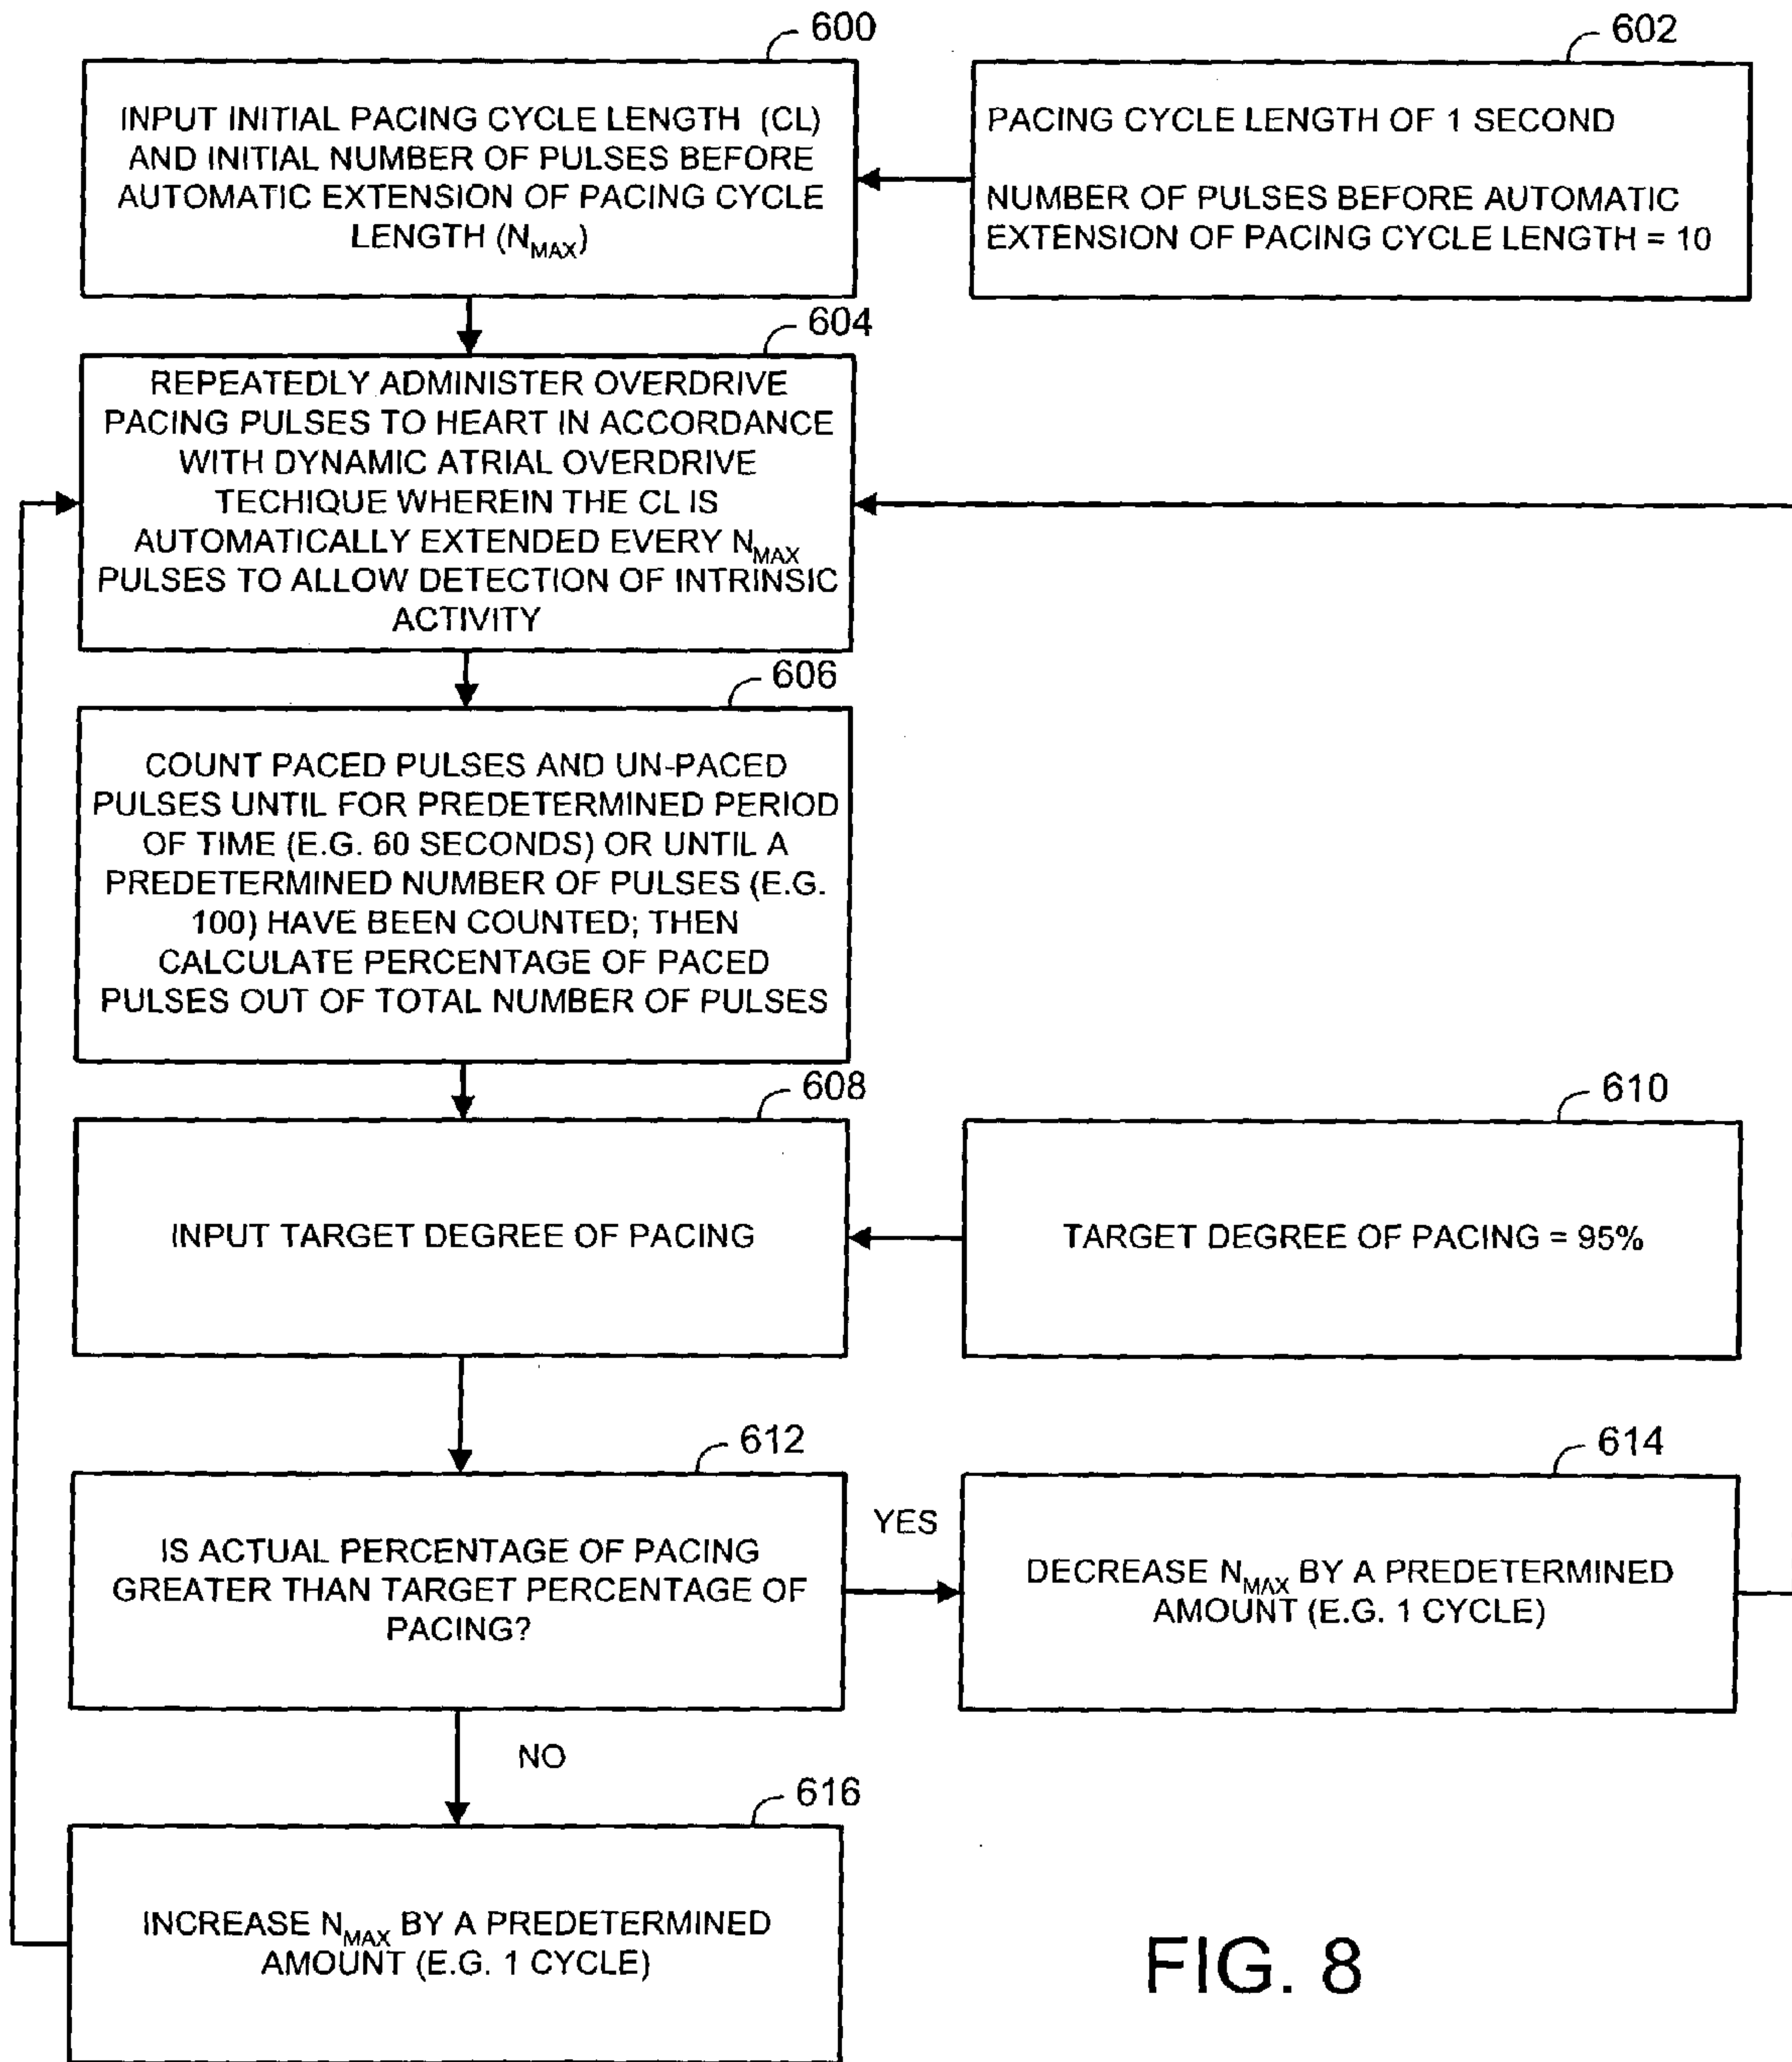 600
INPUT INITIAL PACING CYCLE LENGTH (CL)
AND INITIAL NUMBER OF PULSES BEFORE
AUTOMATIC EXTENSION OF PACING CYCLE
LENGTH (NMAX)
602
PACING CYCLE LENGTH OF 1 SECOND
NUMBER OF PULSES BEFORE AUTOMATIC
EXTENSION OF PACING CYCLE LENGTH = 10
604
REPEATEDLY ADMINISTER OVERDRIVE
PACING PULSES TO HEART IN ACCORDANCE
WITH DYNAMIC ATRIAL OVERDRIVE
TECHIQUE WHEREIN THE CL IS
AUTOMATICALLY EXTENDED EVERY NMAX
PULSES TO ALLOW DETECTION OF INTRINSIC
ACTIVITY
606
COUNT PACED PULSES AND UN-PACED
PULSES UNTIL FOR PREDETERMINED PERIOD
OF TIME (E.G. 60 SECONDS) OR UNTIL A
PREDETERMINED NUMBER OF PULSES (E.G.
100) HAVE BEEN COUNTED; THEN
CALCULATE PERCENTAGE OF PACED
PULSES OUT OF TOTAL NUMBER OF PULSES
608
INPUT TARGET DEGREE OF PACING
610
TARGET DEGREE OF PACING = 95%
612
IS ACTUAL PERCENTAGE OF PACING
GREATER THAN TARGET PERCENTAGE OF
PACING?
YES
614
DECREASE NMAX BY A PREDETERMINED
AMOUNT (E.G. 1 CYCLE)
NO
616
INCREASE NMAX BY A PREDETERMINED
AMOUNT (E.G. 1 CYCLE)
FIG. 8